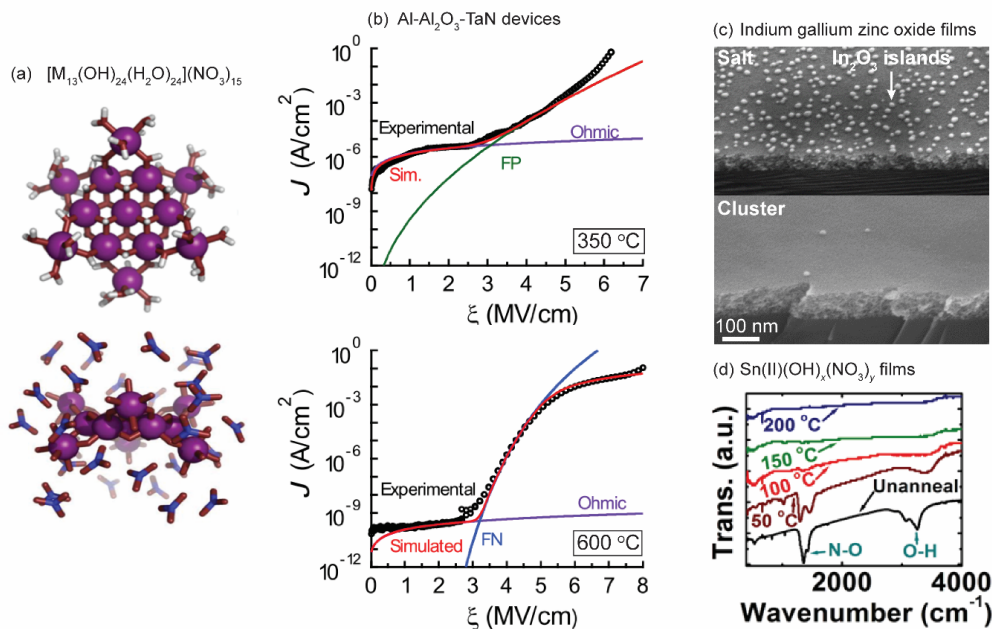 (a) [M13(OH)24(H2O)24](NO3)15
(b) Al-Al2O3-TaN devices
J (A/cm2)
10^0
10^-3
10^-6
10^-9
10^-12
Experimental
Ohmic
Sim.
FP
350 °C
0 1 2 3 4 5 6 7
ξ (MV/cm)
J (A/cm2)
10^0
10^-3
10^-6
10^-9
10^-12
Experimental
Ohmic
Simulated
FN
600 °C
0 1 2 3 4 5 6 7 8
ξ (MV/cm)
(c) Indium gallium zinc oxide films
Salt
In2O3 islands
Cluster
100 nm
(d) Sn(II)(OH)x(NO3)y films
Trans. (a.u.)
200 °C
150 °C
100 °C
50 °C
Unanneal
N-O
O-H
2000 4000
Wavenumber (cm-1)